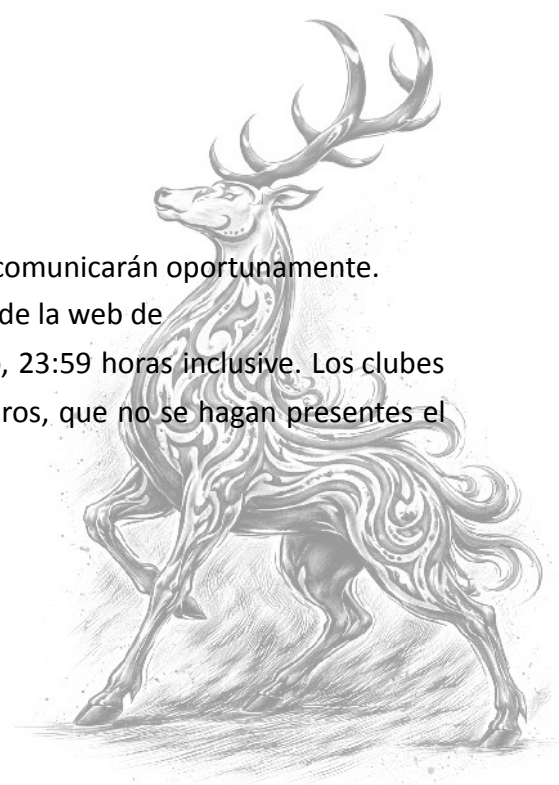 comunicarán oportunamente.
de la web de
, 23:59 horas inclusive. Los clubes
ros, que no se hagan presentes el